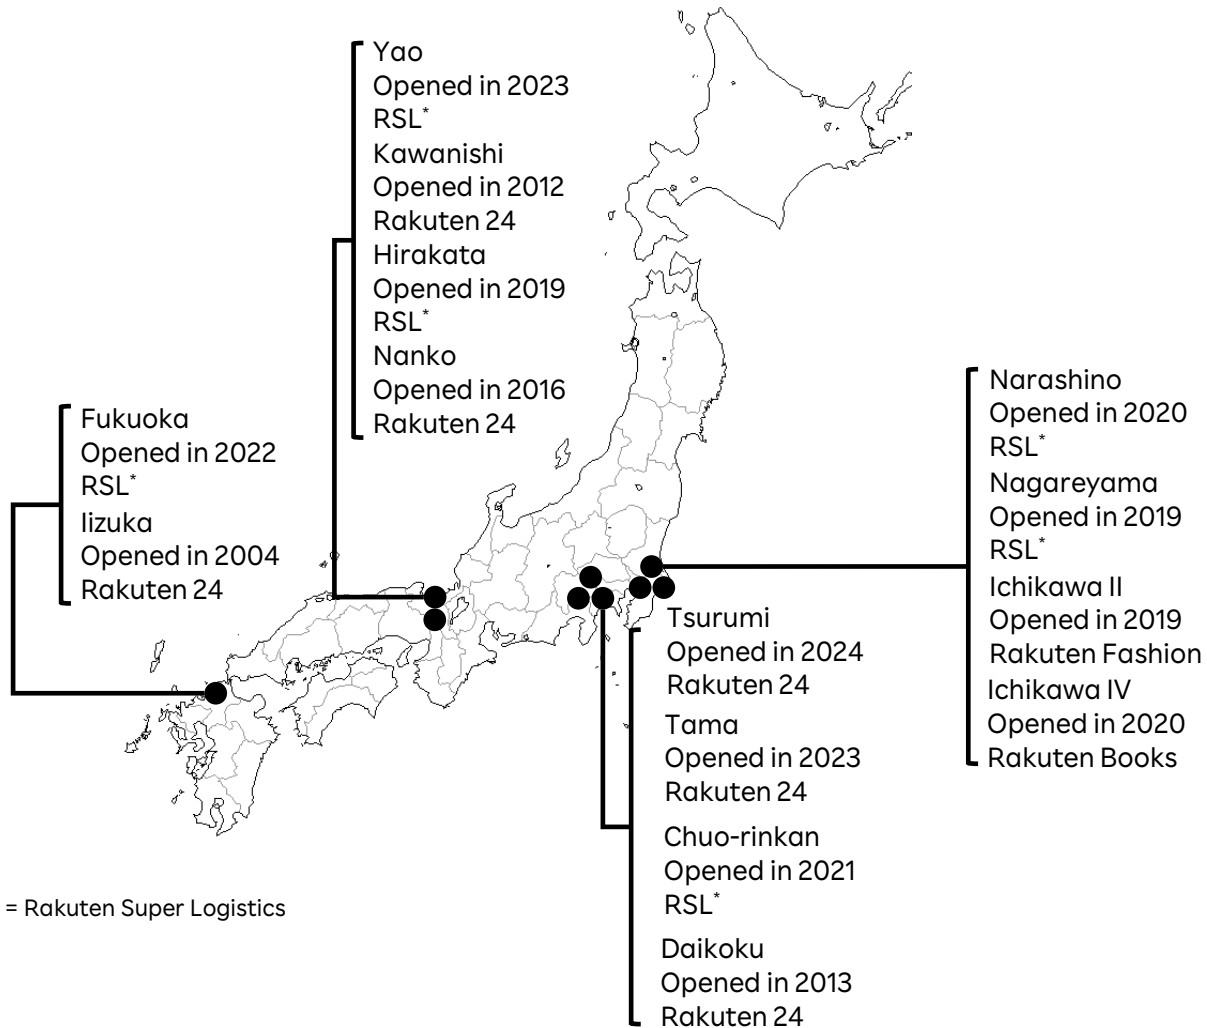 Yao
Opened in 2023
RSL*
Kawanishi
Opened in 2012
Rakuten 24
Hirakata
Opened in 2019
RSL*
Nanko
Opened in 2016
Rakuten 24
Fukuoka
Opened in 2022
RSL*
Iizuka
Opened in 2004
Rakuten 24
Narashino
Opened in 2020
RSL*
Nagareyama
Opened in 2019
RSL*
Ichikawa II
Opened in 2019
Rakuten Fashion
Ichikawa IV
Opened in 2020
Rakuten Books
Tsurumi
Opened in 2024
Rakuten 24
Tama
Opened in 2023
Rakuten 24
Chuo-rinkan
Opened in 2021
RSL*
Daikoku
Opened in 2013
Rakuten 24
= Rakuten Super Logistics